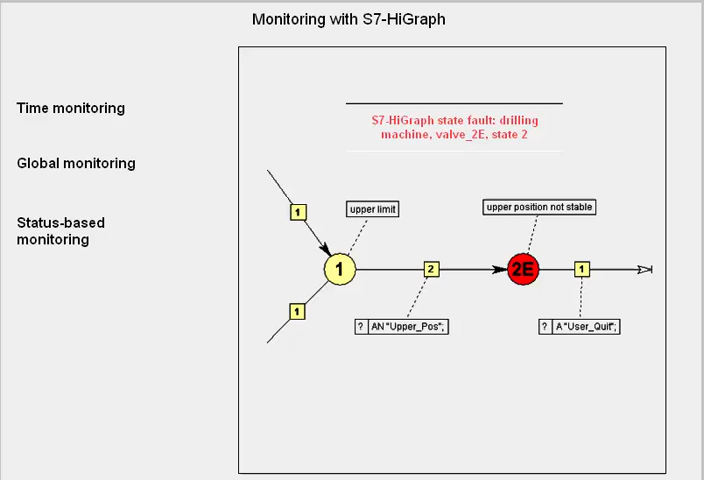 Monitoring with S7-HiGraph
Time monitoring
Global monitoring
Status-based
monitoring
S7-HiGraph state fault: drilling
machine, valve_2E, state 2
1
upper limit
upper position not stable
1
2
2E
1
1
? AN "Upper_Pos";
? A "User_Quit";